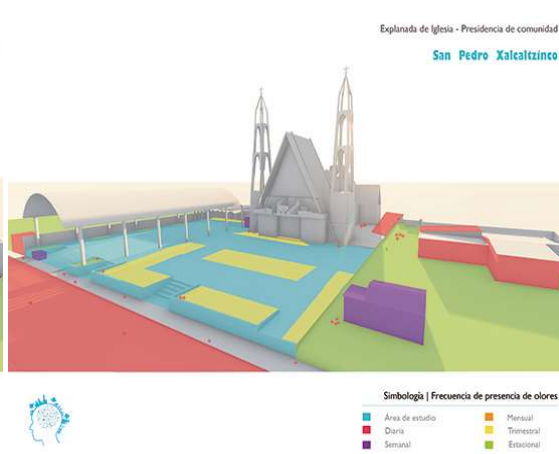 Explanada de Iglesia - Presidencia de comunidad
San Pedro Xalcaltzinco
Simbología | Frecuencia de presencia de olores
Área de estudio
Mensual
Diaria
Trimestral
Semanal
Estacional